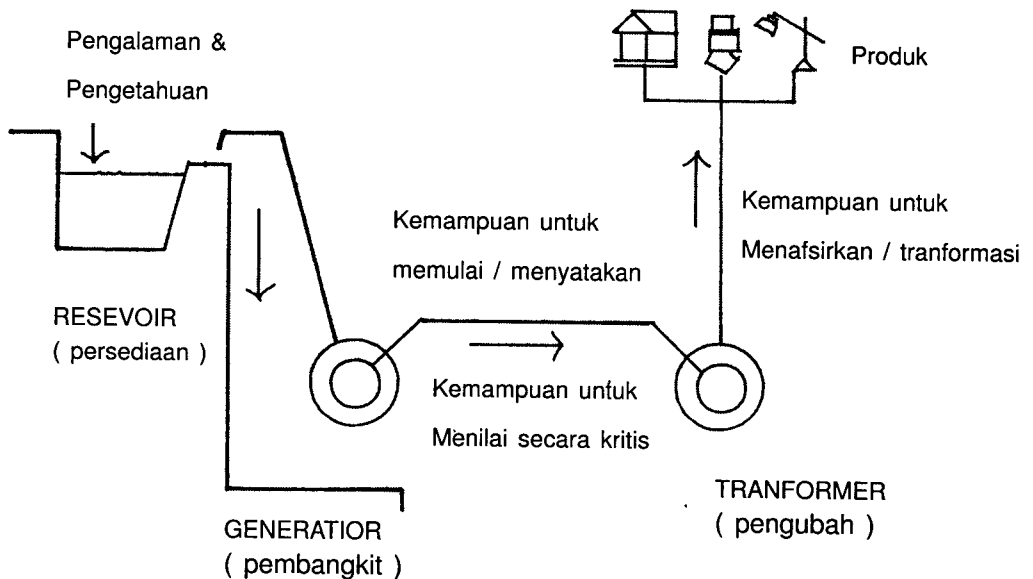 Pengalaman &
Pengetahuan
RESEVOIR
( persediaan )
GENERATIOR
( pembangkit )
Kemampuan untuk
memulai / menyatakan
Kemampuan untuk
Menilai secara kritis
Produk
Kemampuan untuk
Menafsirkan / tranformasi
TRANFORMER
( pengubah )